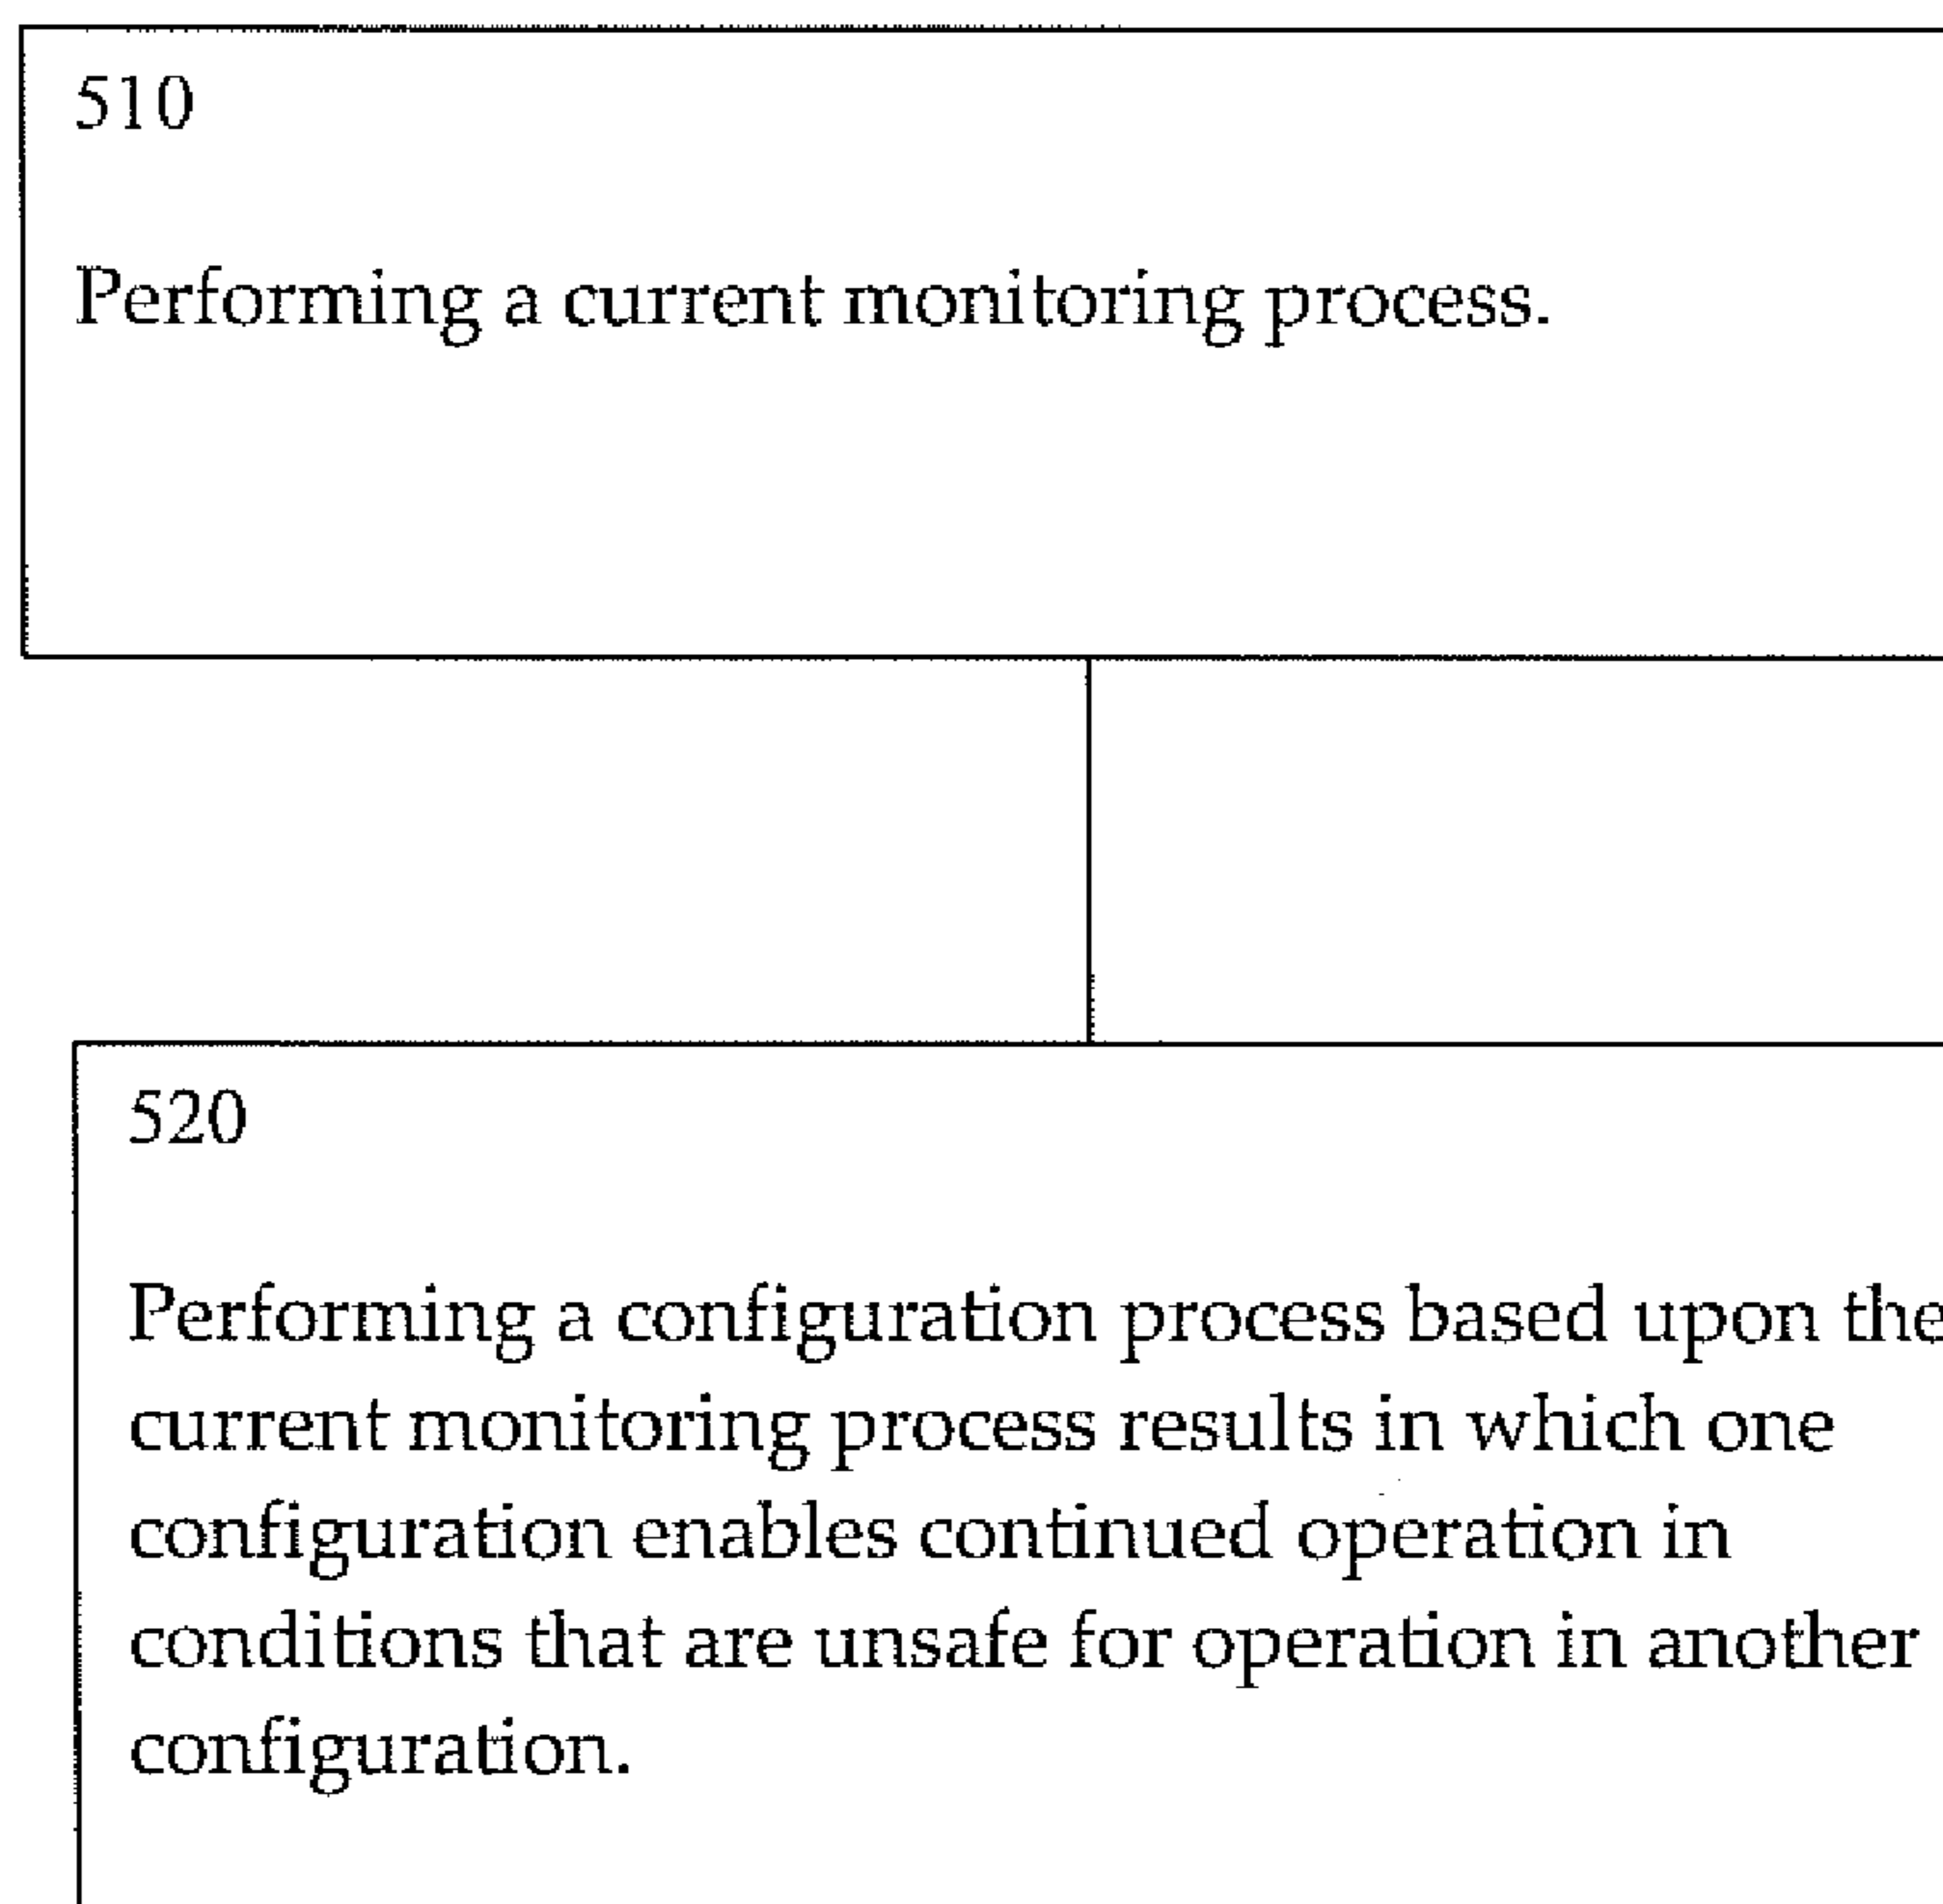 510
Performing a current monitoring process.
520
Performing a configuration process based upon the
current monitoring process results in which one
configuration enables continued operation in
conditions that are unsafe for operation in another
configuration.